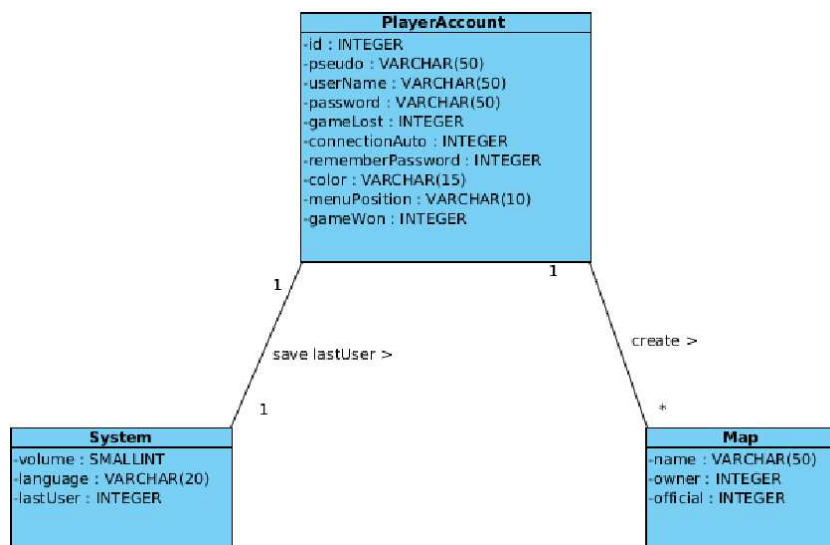 PlayerAccount
-id : INTEGER
-pseudo : VARCHAR(50)
-userName : VARCHAR(50)
-password : VARCHAR(50)
-gameLost : INTEGER
-connectionAuto : INTEGER
-rememberPassword : INTEGER
-color : VARCHAR(15)
-menuPosition : VARCHAR(10)
-gameWon : INTEGER
1
1
save lastUser >
create >
1
*
System
-volume : SMALLINT
-language : VARCHAR(20)
-lastUser : INTEGER
Map
-name : VARCHAR(50)
-owner : INTEGER
-official : INTEGER